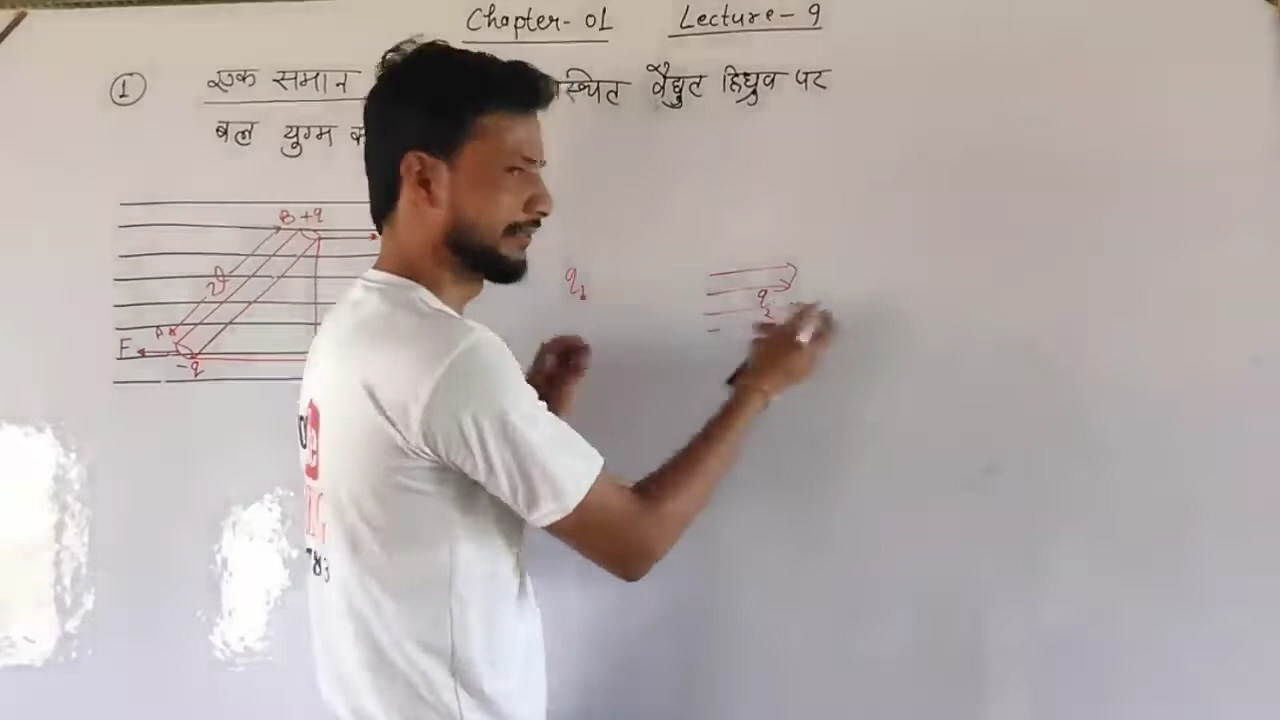 Chapter-01 Lecture-9
① एक समान स्थित वैद्युत द्विध्रुव पर
बल युग्म
B +q
q₁
q₂
F
-q